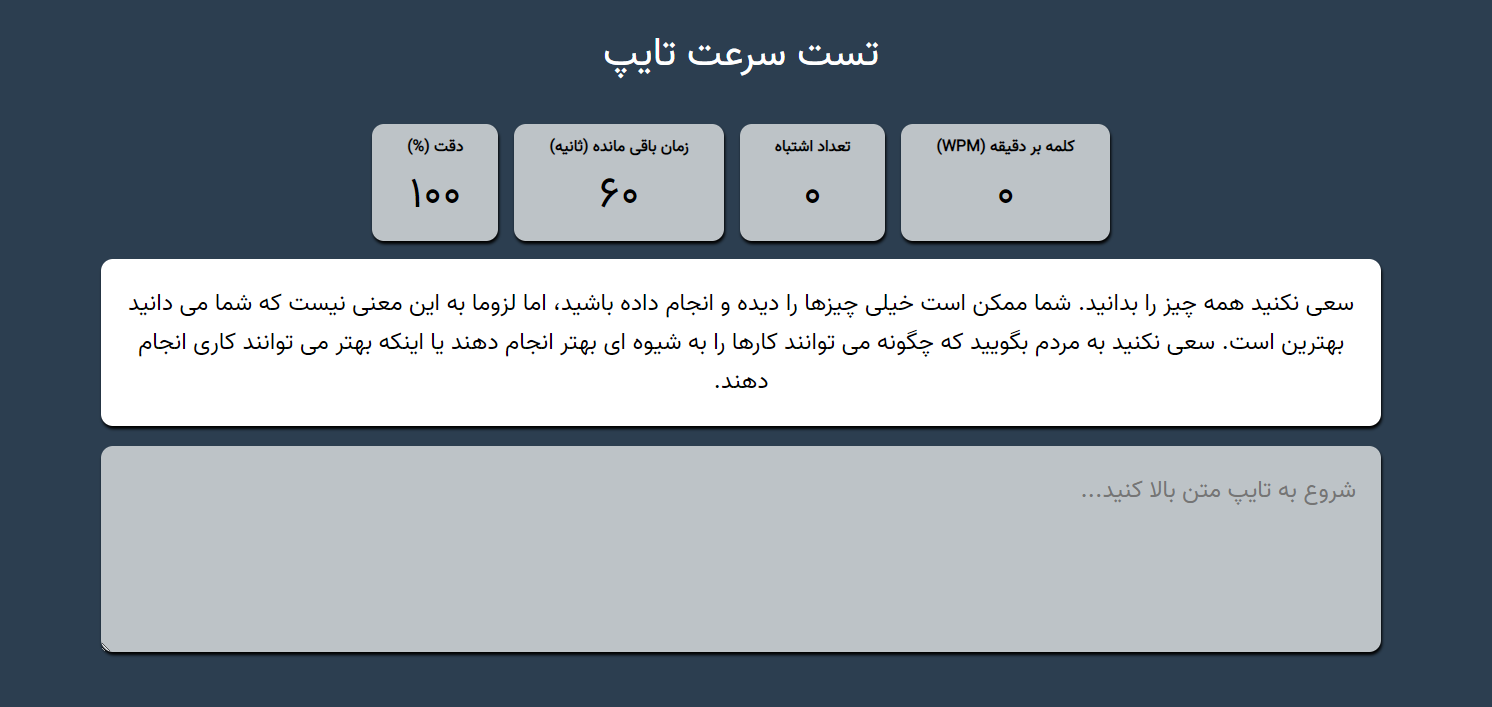 تست سرعت تایپ
کلمه بر دقیقه (WPM)
۰
تعداد اشتباه
۰
زمان باقی مانده (ثانیه)
۶۰
دقت (%)
۱۰۰
سعی نکنید همه چیز را بدانید. شما ممکن است خیلی چیزها را دیده و انجام داده باشید، اما لزوما به این معنی نیست که شما می دانید
بهترین است. سعی نکنید به مردم بگویید که چگونه می توانند کارها را به شیوه ای بهتر انجام دهند یا اینکه بهتر می توانند کاری انجام
دهند.
شروع به تایپ متن بالا کنید...